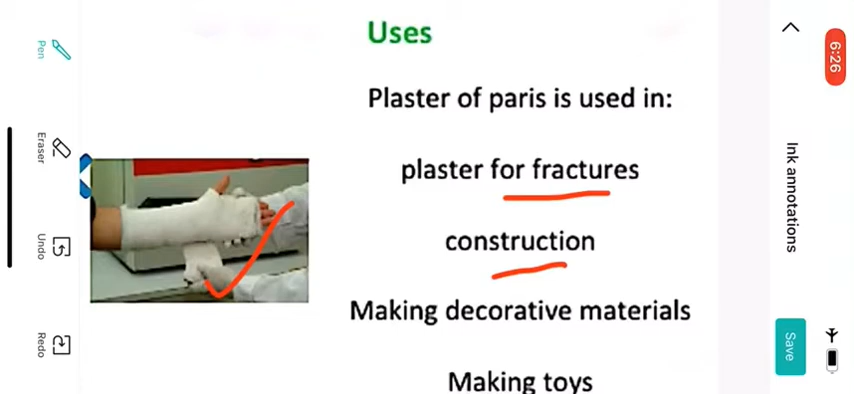 Uses
Plaster of paris is used in:
plaster for fractures
construction
Making decorative materials
Making toys
Pen
Eraser
Undo
Redo
6:26
Ink annotations
Save